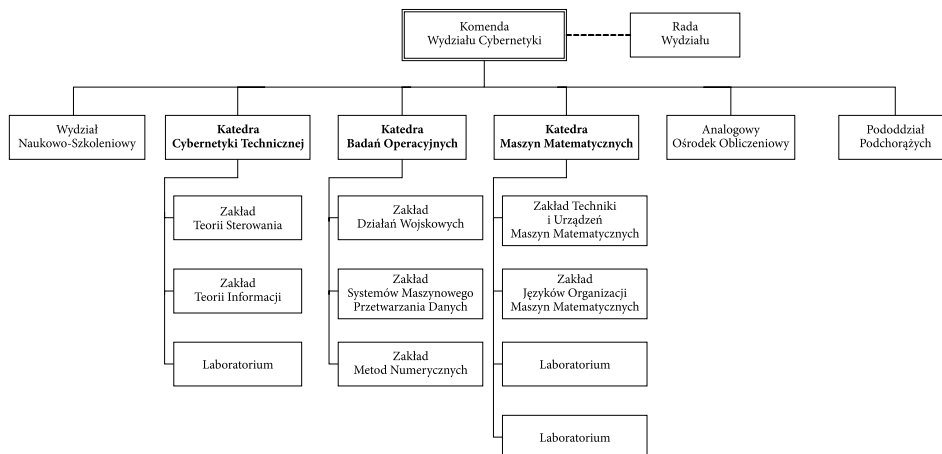 Komenda
Wydziału Cybernetyki
Rada
Wydziału
Wydział
Naukowo-Szkoleniowy
Katedra
Cybernetyki Technicznej
Katedra
Badań Operacyjnych
Katedra
Maszyn Matematycznych
Analogowy
Ośrodek Obliczeniowy
Pododdział
Podchorążych
Zakład
Teorii Sterowania
Zakład
Teorii Informacji
Laboratorium
Zakład
Działań Wojskowych
Zakład
Systemów Maszynowego
Przetwarzania Danych
Zakład
Metod Numerycznych
Zakład Techniki
i Urządzeń
Maszyn Matematycznych
Zakład
Języków Organizacji
Maszyn Matematycznych
Laboratorium
Laboratorium